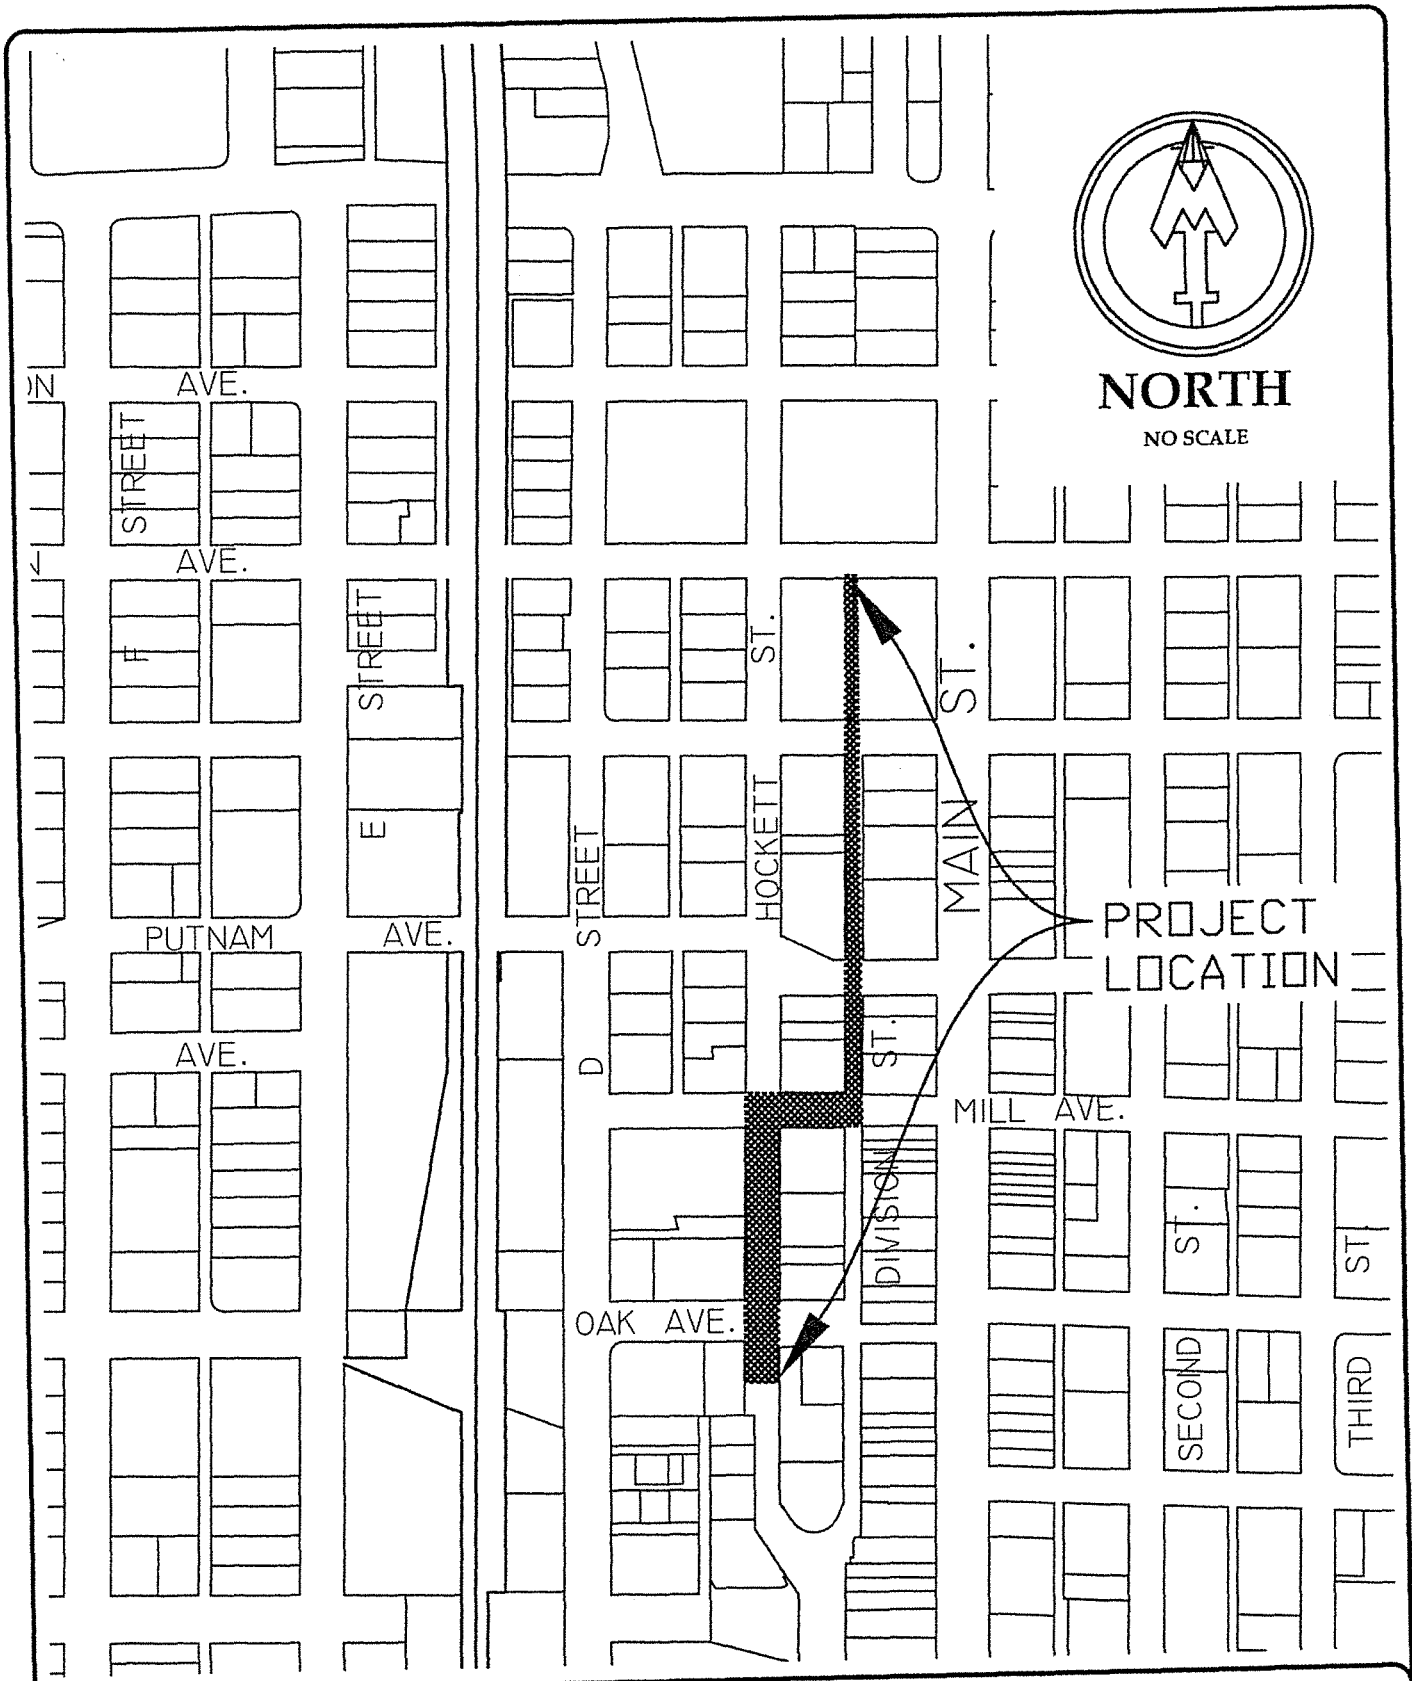 NORTH
NO SCALE
AVE.
STREET
AVE.
F
STREET
ST.
ST.
E
STREET
HOCKETT
MAIN
PUTNAM AVE.
PROJECT
LOCATION
D
ST.
AVE.
MILL AVE.
DIVISION
ST.
ST.
OAK AVE.
SECOND
THIRD